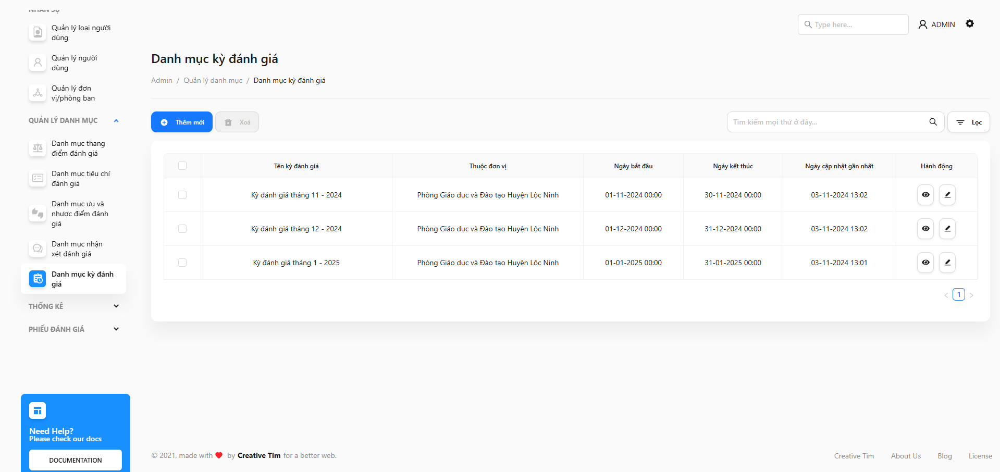 NHÂN SỰ
Quản lý loại người
dùng
Quản lý người
dùng
Quản lý đơn
vị/phòng ban
QUẢN LÝ DANH MỤC
Danh mục thang
điểm đánh giá
Danh mục tiêu chí
đánh giá
Danh mục ưu và
nhược điểm đánh
giá
Danh mục nhận
xét đánh giá
Danh mục kỳ đánh
giá
THỐNG KÊ
PHIẾU ĐÁNH GIÁ
Need Help?
Please check our docs
DOCUMENTATION
Type here...
ADMIN
Danh mục kỳ đánh giá
Admin / Quản lý danh mục / Danh mục kỳ đánh giá
Thêm mới
Xoá
Tìm kiếm mọi thứ ở đây...
Lọc
Tên kỳ đánh giá Thuộc đơn vị Ngày bắt đầu Ngày kết thúc Ngày cập nhật gần nhất Hành động
Kỳ đánh giá tháng 11 - 2024 Phòng Giáo dục và Đào tạo Huyện Lộc Ninh 01-11-2024 00:00 30-11-2024 00:00 03-11-2024 13:02
Kỳ đánh giá tháng 12 - 2024 Phòng Giáo dục và Đào tạo Huyện Lộc Ninh 01-12-2024 00:00 31-12-2024 00:00 03-11-2024 13:02
Kỳ đánh giá tháng 1 - 2025 Phòng Giáo dục và Đào tạo Huyện Lộc Ninh 01-01-2025 00:00 31-01-2025 00:00 03-11-2024 13:01
< 1 >
© 2021, made with ❤ by Creative Tim for a better web.
Creative Tim About Us Blog License